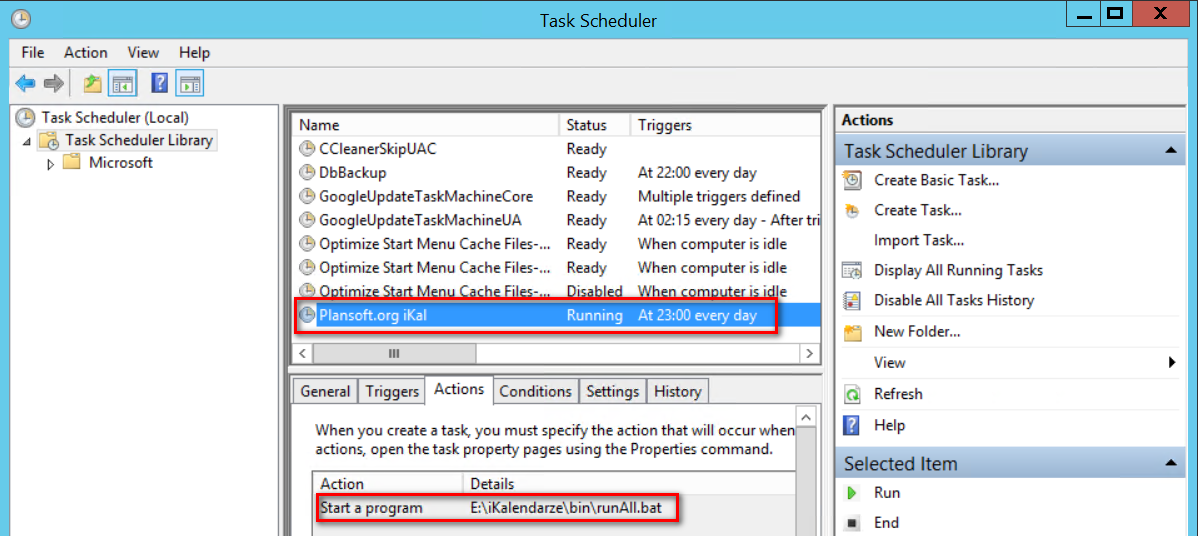 Task Scheduler
File Action View Help
Task Scheduler (Local)
Task Scheduler Library
Microsoft
Name Status Triggers
CCleanerSkipUAC Ready
DbBackup Ready At 22:00 every day
GoogleUpdateTaskMachineCore Ready Multiple triggers defined
GoogleUpdateTaskMachineUA Ready At 02:15 every day - After tri
Optimize Start Menu Cache Files-... Ready When computer is idle
Optimize Start Menu Cache Files-... Ready When computer is idle
Optimize Start Menu Cache Files-... Disabled When computer is idle
Plansoft.org iKal Running At 23:00 every day
General Triggers Actions Conditions Settings History
When you create a task, you must specify the action that will occur when
actions, open the task property pages using the Properties command.
Action Details
Start a program E:\iKalendarze\bin\runAll.bat
Actions
Task Scheduler Library
Create Basic Task...
Create Task...
Import Task...
Display All Running Tasks
Disable All Tasks History
New Folder...
View
Refresh
Help
Selected Item
Run
End